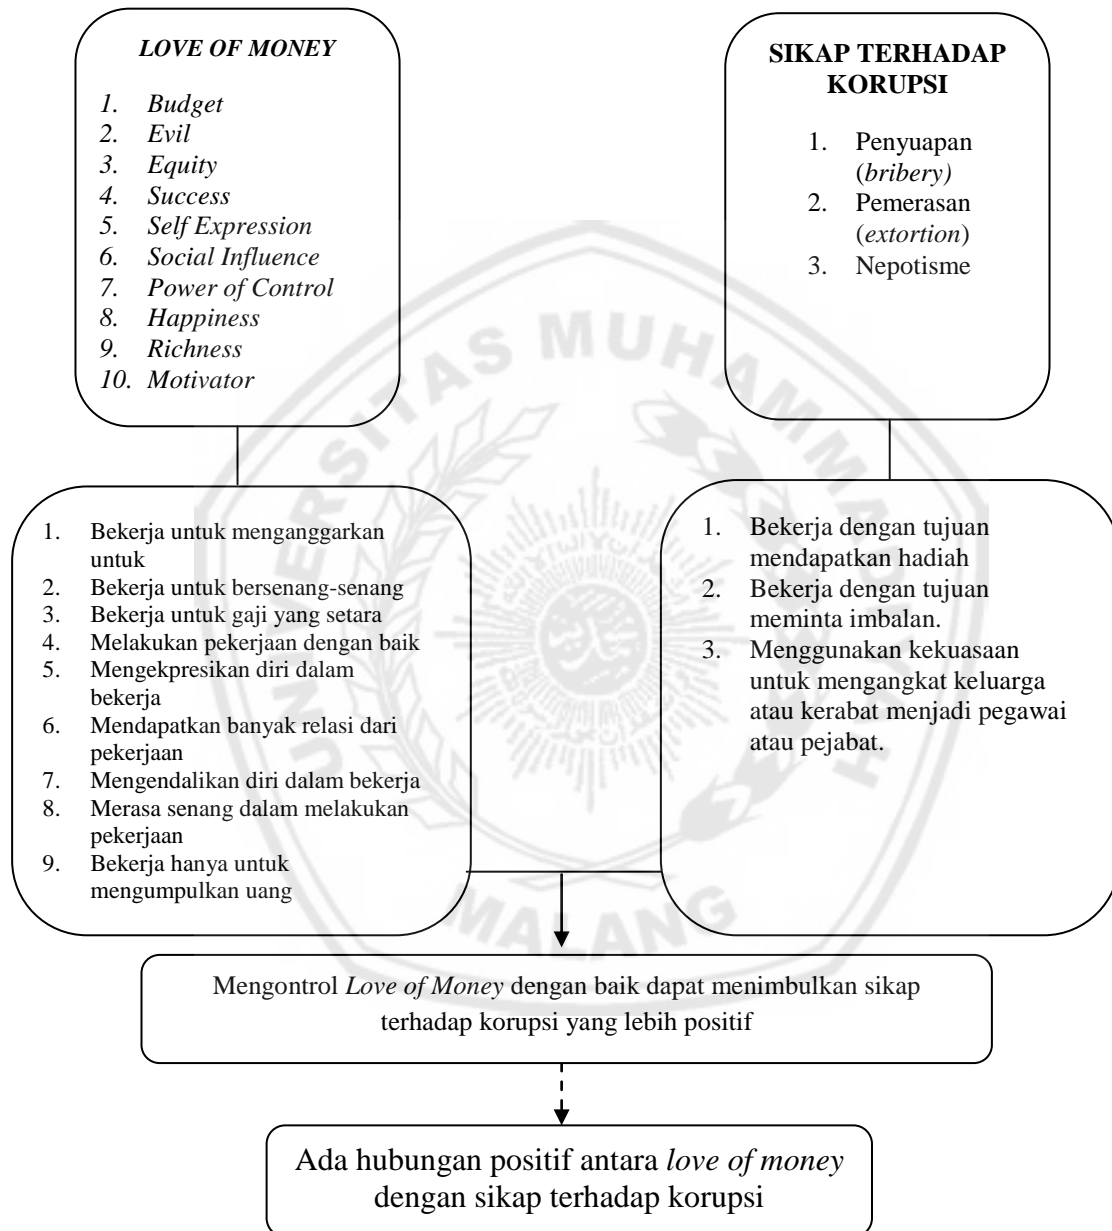 LOVE OF MONEY
1. Budget
2. Evil
3. Equity
4. Success
5. Self Expression
6. Social Influence
7. Power of Control
8. Happiness
9. Richness
10. Motivator
SIKAP TERHADAP
KORUPSI
1. Penyuapan
(bribery)
2. Pemerasan
(extortion)
3. Nepotisme
1. Bekerja untuk menganggarkan
untuk
2. Bekerja untuk bersenang-senang
3. Bekerja untuk gaji yang setara
4. Melakukan pekerjaan dengan baik
5. Mengekpresikan diri dalam
bekerja
6. Mendapatkan banyak relasi dari
pekerjaan
7. Mengendalikan diri dalam bekerja
8. Merasa senang dalam melakukan
pekerjaan
9. Bekerja hanya untuk
mengumpulkan uang
1. Bekerja dengan tujuan
mendapatkan hadiah
2. Bekerja dengan tujuan
meminta imbalan.
3. Menggunakan kekuasaan
untuk mengangkat keluarga
atau kerabat menjadi pegawai
atau pejabat.
Mengontrol Love of Money dengan baik dapat menimbulkan sikap
terhadap korupsi yang lebih positif
Ada hubungan positif antara love of money
dengan sikap terhadap korupsi
UNIVERSITAS MUHAMMADIYAH
MALANG